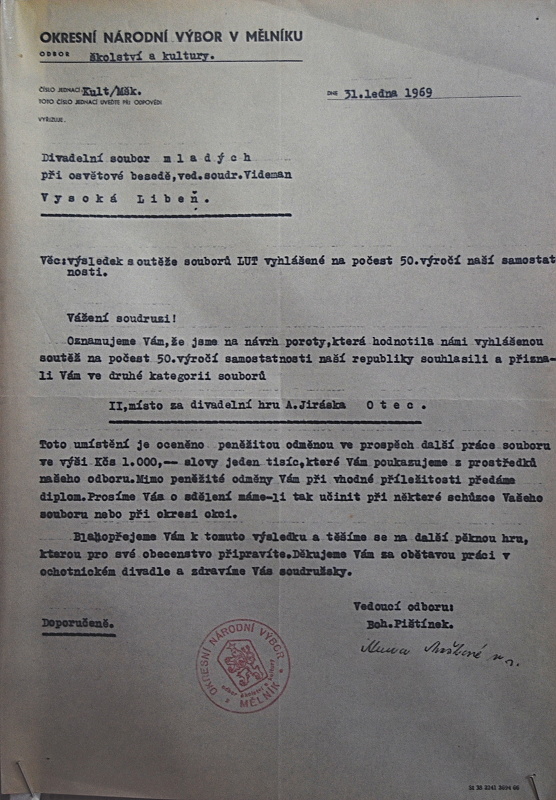 OKRESNÍ NÁRODNÍ VÝBOR V MĚLNÍKU
ODBOR školství a kultury.
ČÍSLO JEDNACÍ Kult/Mšk.
TOTO ČÍSLO JEDNACÍ UVEĎTE PŘI ODPOVĚDI
DNE 31.ledna 1969
VYŘIZUJE:
Divadelní soubor m l a d ý c h
při osvětové besedě,ved.soudr.Videman
V y s o k á  L i b e ň .
Věc:výsledek soutěže souborů LUT vyhlášené na počest 50.výročí naší samostat
nosti.
Vážení soudruzi!
Oznamujeme Vám,že jsme na návrh poroty,která hodnotila námi vyhlášenou
soutěž na počest 50.výročí samostatnosti naší republiky souhlasili a přizna-
li Vám ve druhé kategorii souborů
II,místo za divadelní hru A.Jiráska O t e c .
Toto umístění je oceněno peněžitou odměnou ve prospěch další práce souboru
ve výši Kčs 1.000,-- slovy jeden tisíc,které Vám poukazujeme z prostředků
našeho odboru.Mimo peněžité odměny Vám při vhodné příležitosti předáme
diplom.Prosíme Vás o sdělení máme-li tak učinit při některé schůzce Vašeho
souboru nebo při okresi okci.
Blahopřejeme Vám k tomuto výsledku a těšíme se na další pěknou hru,
kterou pro své obecenstvo připravíte.Děkujeme Vám za obětavou práci v
ochotnickém divadle a zdravíme Vás soudružsky.
Vedoucí odboru:
Boh.Pištínek.
Doporučeně.
OKRESNÍ NÁRODNÍ VÝBOR
odbor školství a kultury
* MĚLNÍK *